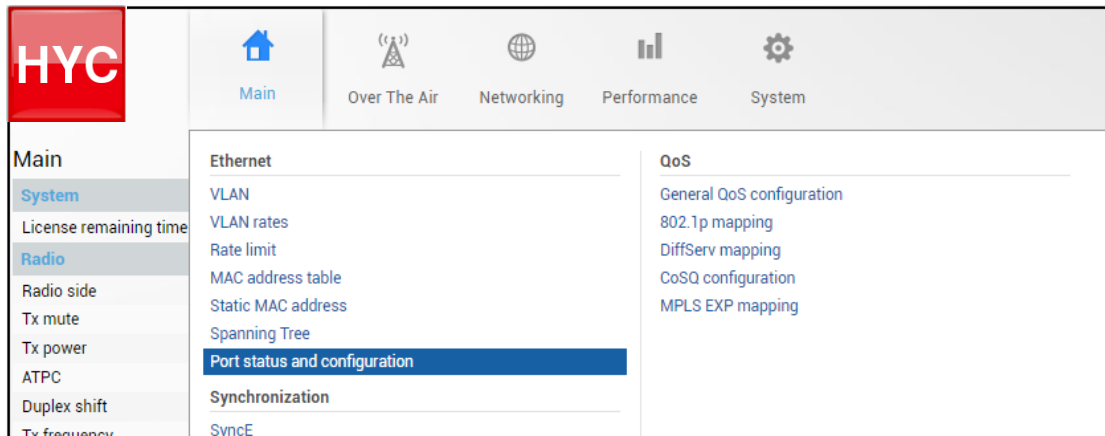 HYC
Main
Over The Air
Networking
Performance
System
Main
System
License remaining time
Radio
Radio side
Tx mute
Tx power
ATPC
Duplex shift
Tx frequency
Ethernet
VLAN
VLAN rates
Rate limit
MAC address table
Static MAC address
Spanning Tree
Port status and configuration
Synchronization
SyncE
QoS
General QoS configuration
802.1p mapping
DiffServ mapping
CoSQ configuration
MPLS EXP mapping